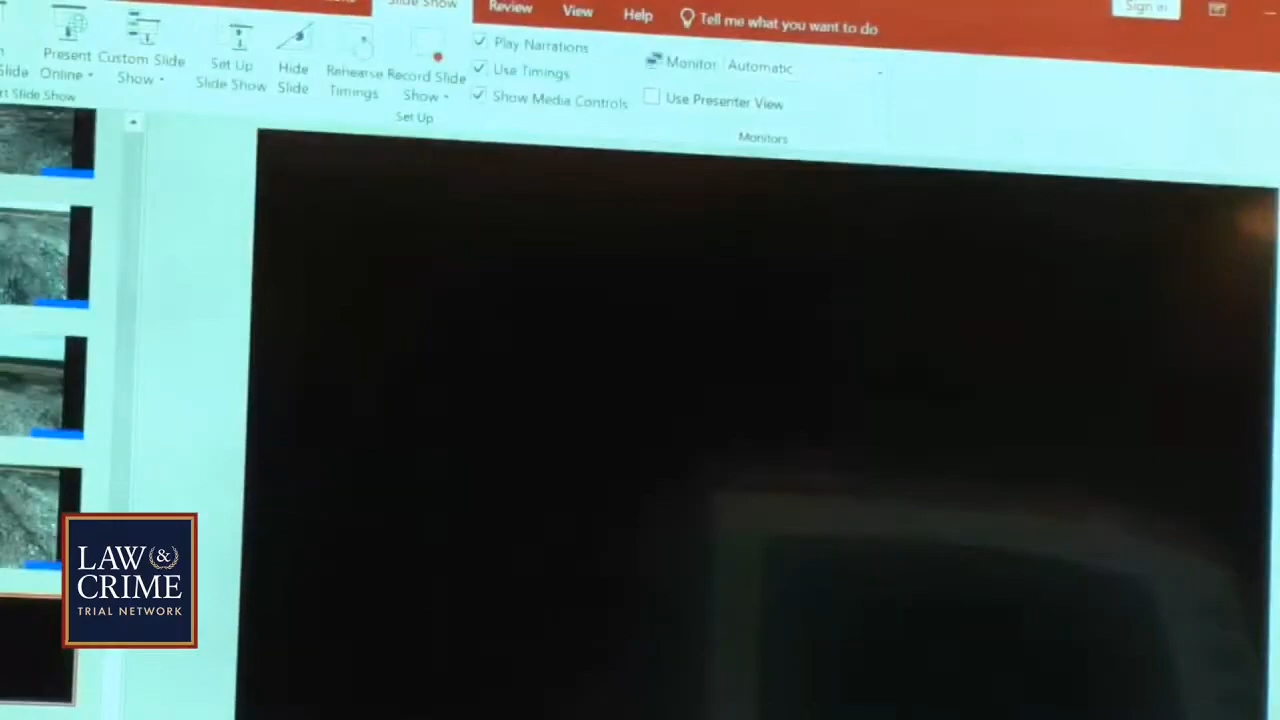 Slide Show
Review
View
Help
Tell me what you want to do
Sign in
Slide
Present
Online
Custom Slide
Show
Set Up
Slide Show
Hide
Slide
Rehearse
Timings
Record Slide
Show
Play Narrations
Use Timings
Show Media Controls
Monitor
Automatic
Use Presenter View
rt Slide Show
Set Up
Monitors
LAW &
CRIME
TRIAL NETWORK